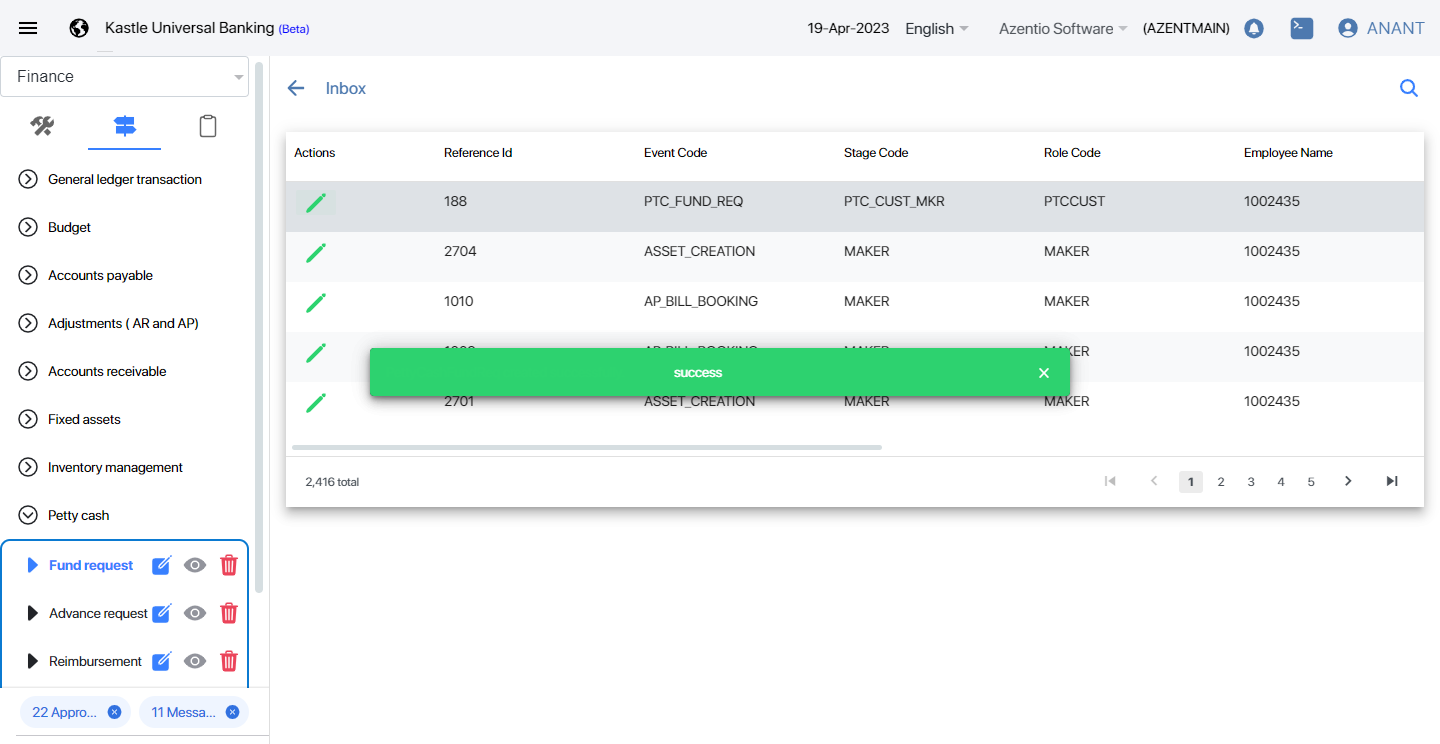 Kastle Universal Banking (Beta)
19-Apr-2023 English Azentio Software (AZENTMAIN) ANANT
Finance
General ledger transaction
Budget
Accounts payable
Adjustments ( AR and AP)
Accounts receivable
Fixed assets
Inventory management
Petty cash
Fund request
Advance request
Reimbursement
22 Appro... 11 Messa...
Inbox
Actions Reference Id Event Code Stage Code Role Code Employee Name
188 PTC_FUND_REQ PTC_CUST_MKR PTCCUST 1002435
2704 ASSET_CREATION MAKER MAKER 1002435
1010 AP_BILL_BOOKING MAKER MAKER 1002435
AP_BILL_BOOKING MAKER MAKER 1002435
success
2701 ASSET_CREATION MAKER MAKER 1002435
2,416 total
1 2 3 4 5